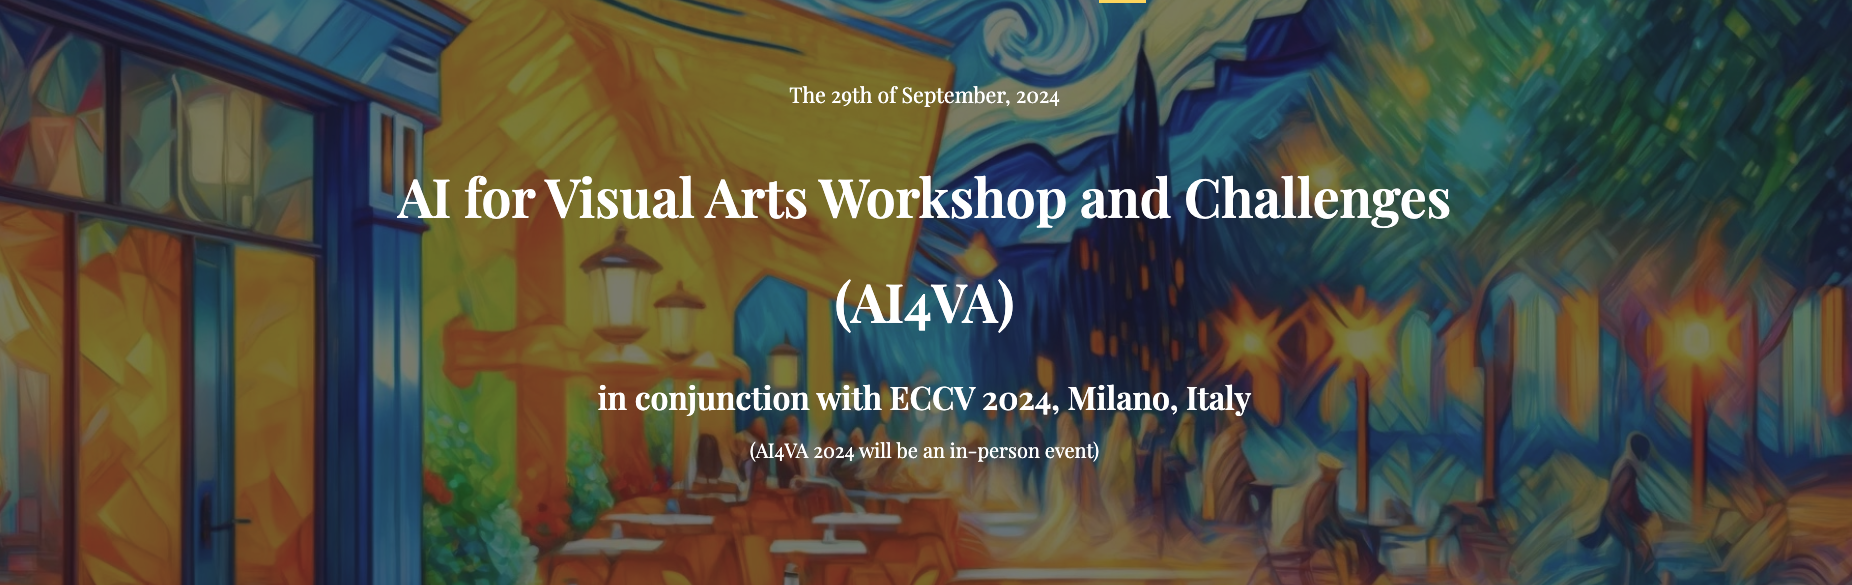 The 29th of September, 2024
AI for Visual Arts Workshop and Challenges
(AI4VA)
in conjunction with ECCV 2024, Milano, Italy
(AI4VA 2024 will be an in-person event)